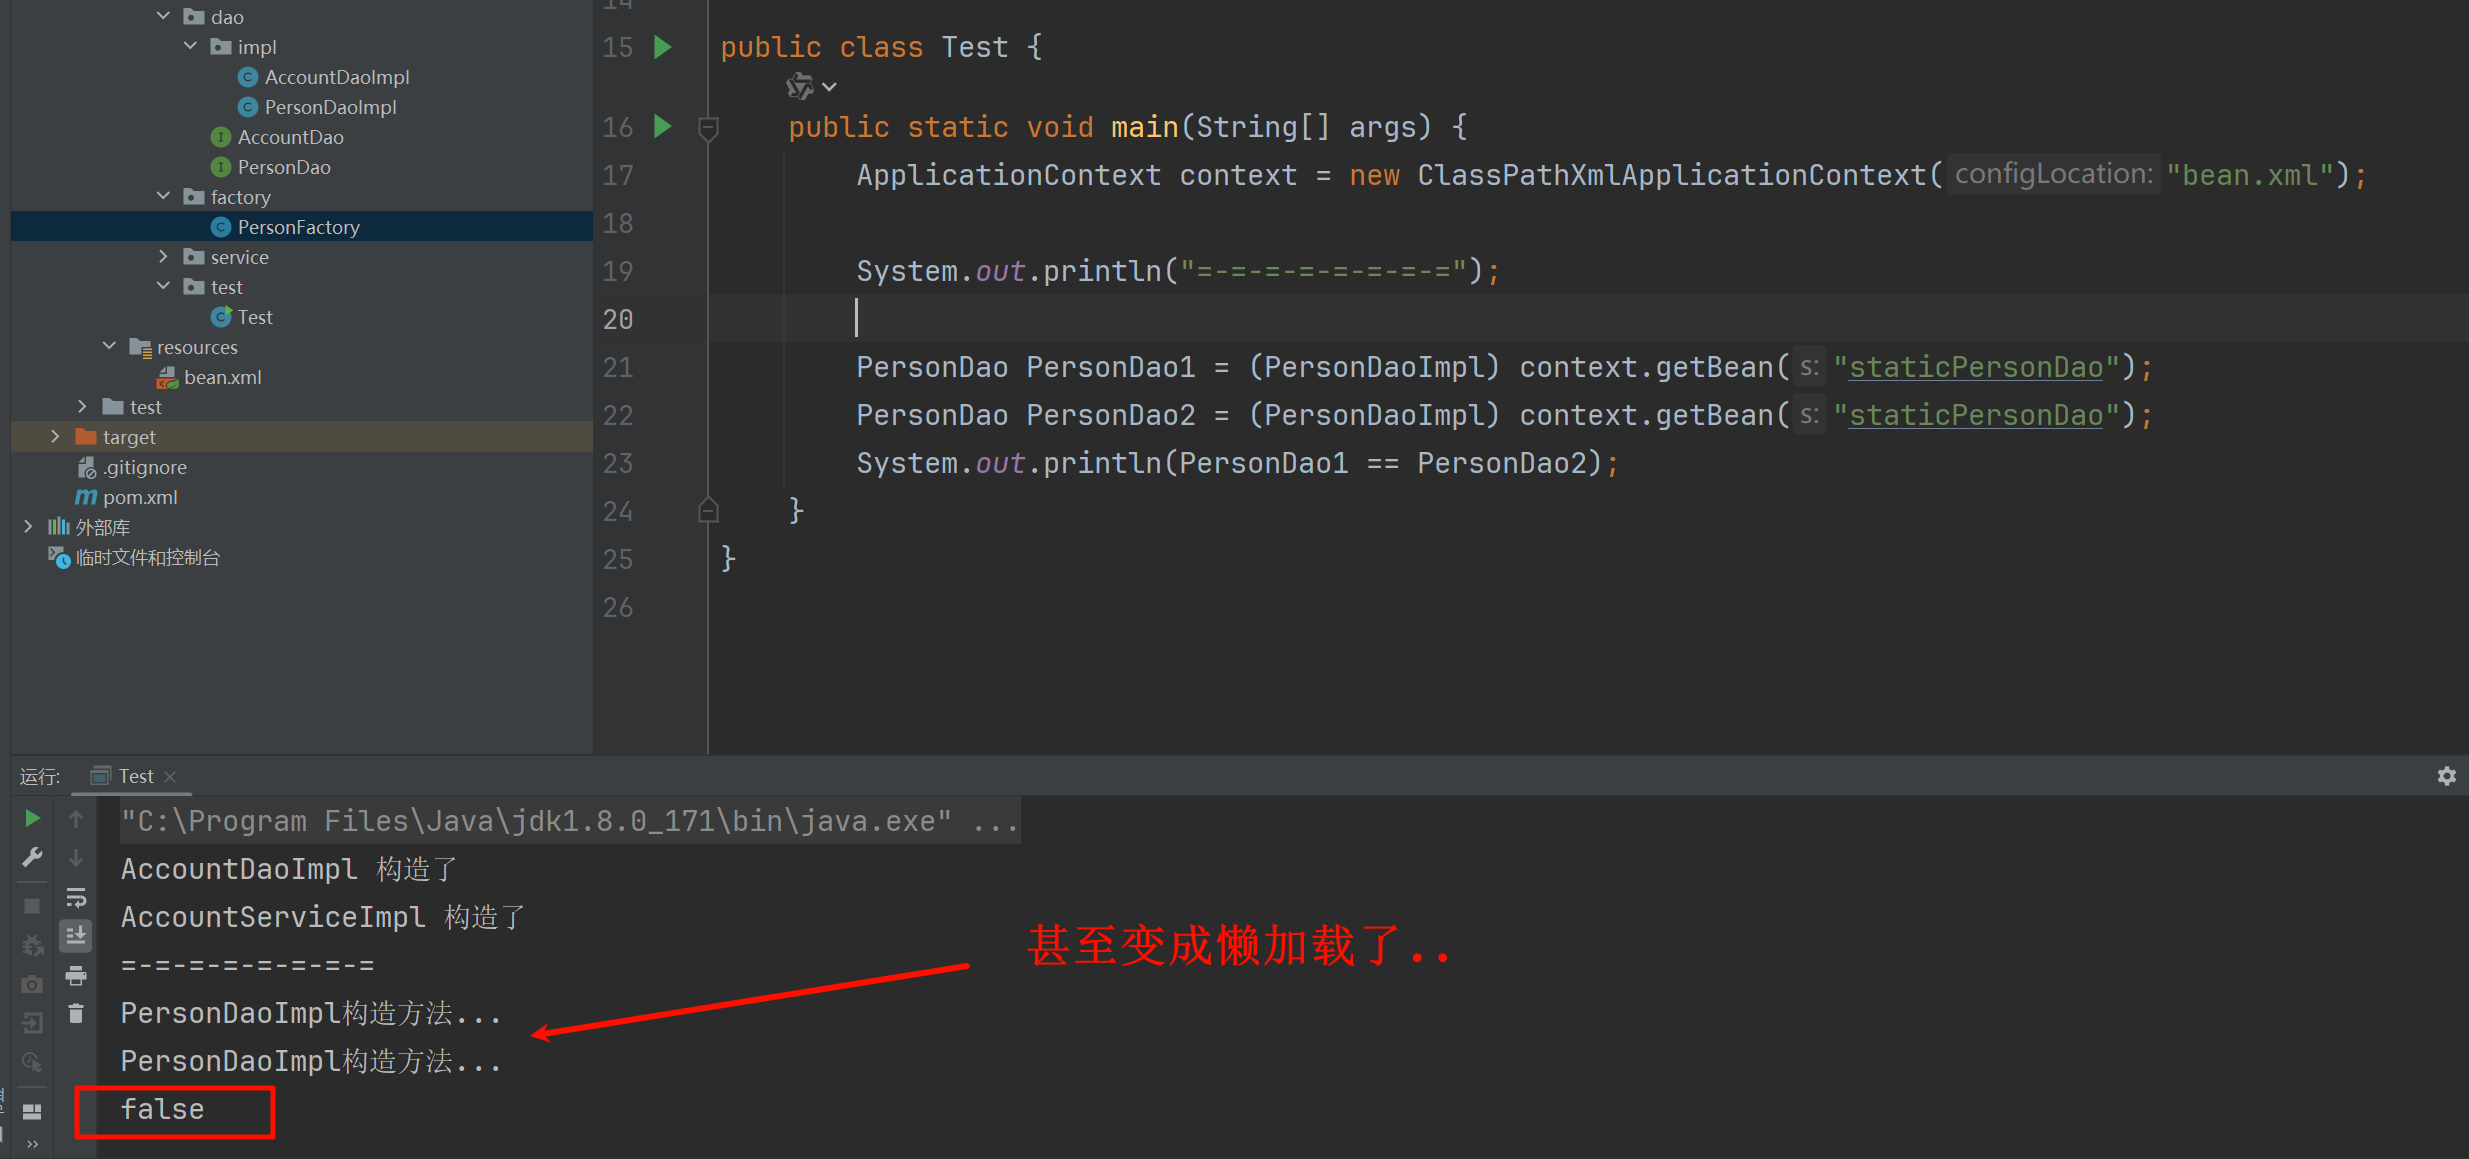 dao
impl
AccountDaoImpl
PersonDaoImpl
AccountDao
PersonDao
factory
PersonFactory
service
test
Test
resources
bean.xml
test
target
.gitignore
pom.xml
外部库
临时文件和控制台
14
15 public class Test {
16 public static void main(String[] args) {
17 ApplicationContext context = new ClassPathXmlApplicationContext( configLocation: "bean.xml");
18
19 System.out.println("=-=-=-=-=-=-=-=");
20
21 PersonDao PersonDao1 = (PersonDaoImpl) context.getBean( s: "staticPersonDao");
22 PersonDao PersonDao2 = (PersonDaoImpl) context.getBean( s: "staticPersonDao");
23 System.out.println(PersonDao1 == PersonDao2);
24 }
25 }
26
运行: Test
"C:\Program Files\Java\jdk1.8.0_171\bin\java.exe" ...
AccountDaoImpl 构造了
AccountServiceImpl 构造了
=-=-=-=-=-=-=-=
PersonDaoImpl构造方法...
PersonDaoImpl构造方法...
false
甚至变成懒加载了..